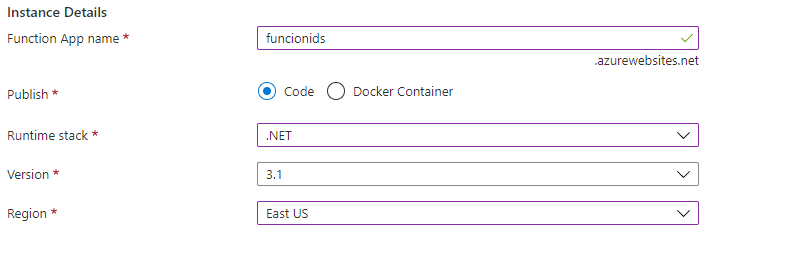 Instance Details
Function App name *
funcionids
.azurewebsites.net
Publish *
Code
Docker Container
Runtime stack *
.NET
Version *
3.1
Region *
East US